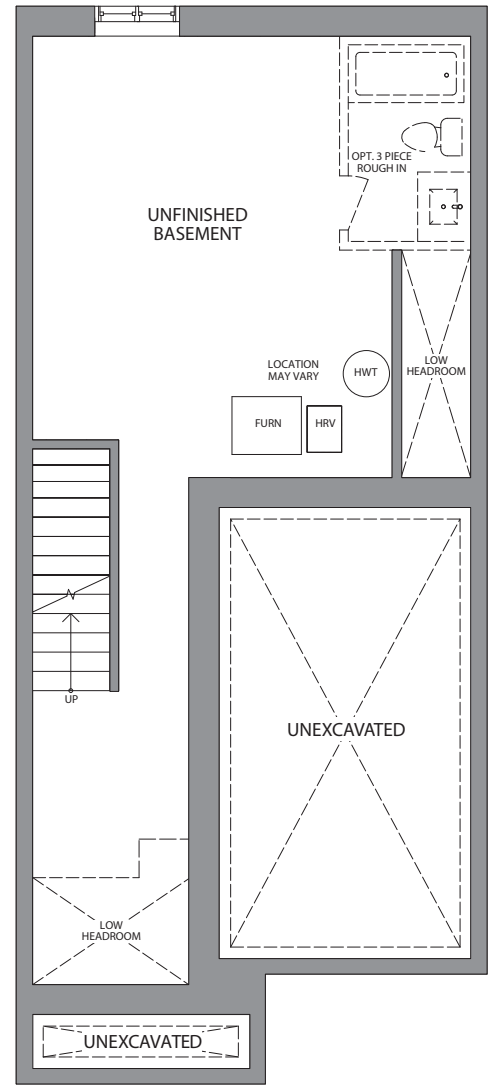 OPT. 3 PIECE
ROUGH IN
UNFINISHED
BASEMENT
LOCATION
MAY VARY
HWT
LOW
HEADROOM
FURN
HRV
UP
UNEXCAVATED
LOW
HEADROOM
UNEXCAVATED